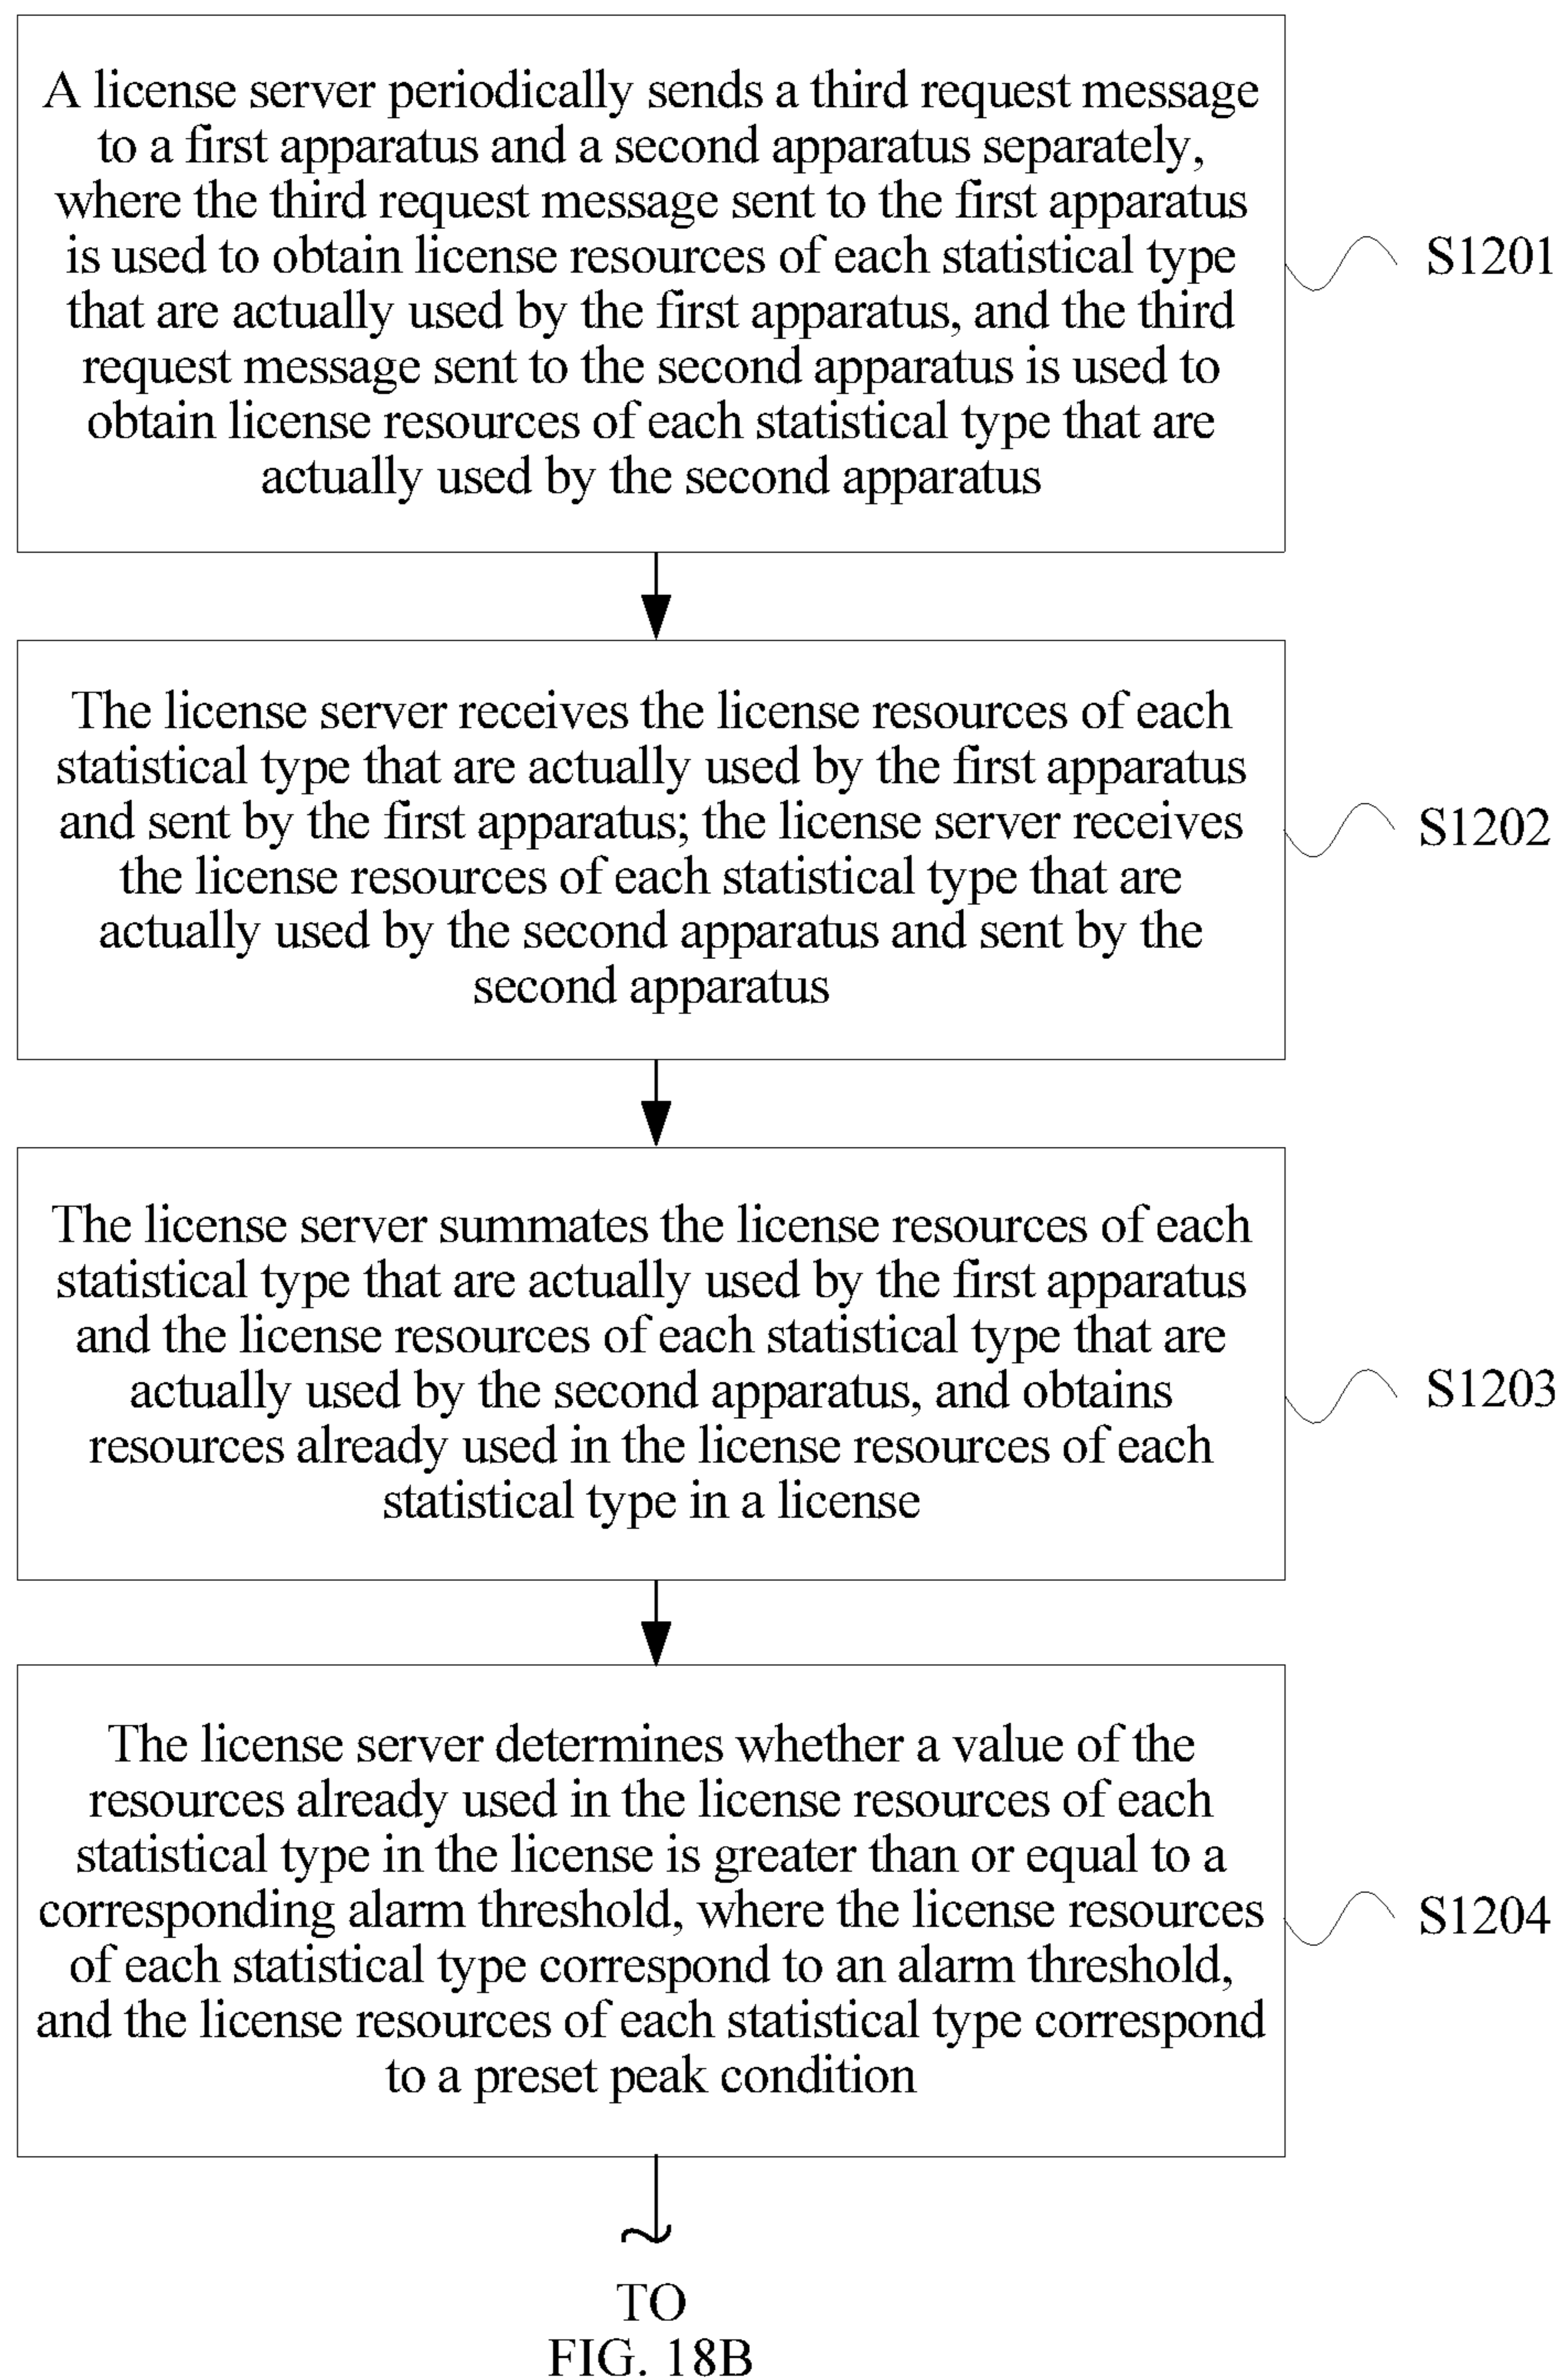 A license server periodically sends a third request message
to a first apparatus and a second apparatus separately,
where the third request message sent to the first apparatus
is used to obtain license resources of each statistical type
that are actually used by the first apparatus, and the third
request message sent to the second apparatus is used to
obtain license resources of each statistical type that are
actually used by the second apparatus
S1201
The license server receives the license resources of each
statistical type that are actually used by the first apparatus
and sent by the first apparatus; the license server receives
the license resources of each statistical type that are
actually used by the second apparatus and sent by the
second apparatus
S1202
The license server summates the license resources of each
statistical type that are actually used by the first apparatus
and the license resources of each statistical type that are
actually used by the second apparatus, and obtains
resources already used in the license resources of each
statistical type in a license
S1203
The license server determines whether a value of the
resources already used in the license resources of each
statistical type in the license is greater than or equal to a
corresponding alarm threshold, where the license resources
of each statistical type correspond to an alarm threshold,
and the license resources of each statistical type correspond
to a preset peak condition
S1204
TO
FIG. 18B